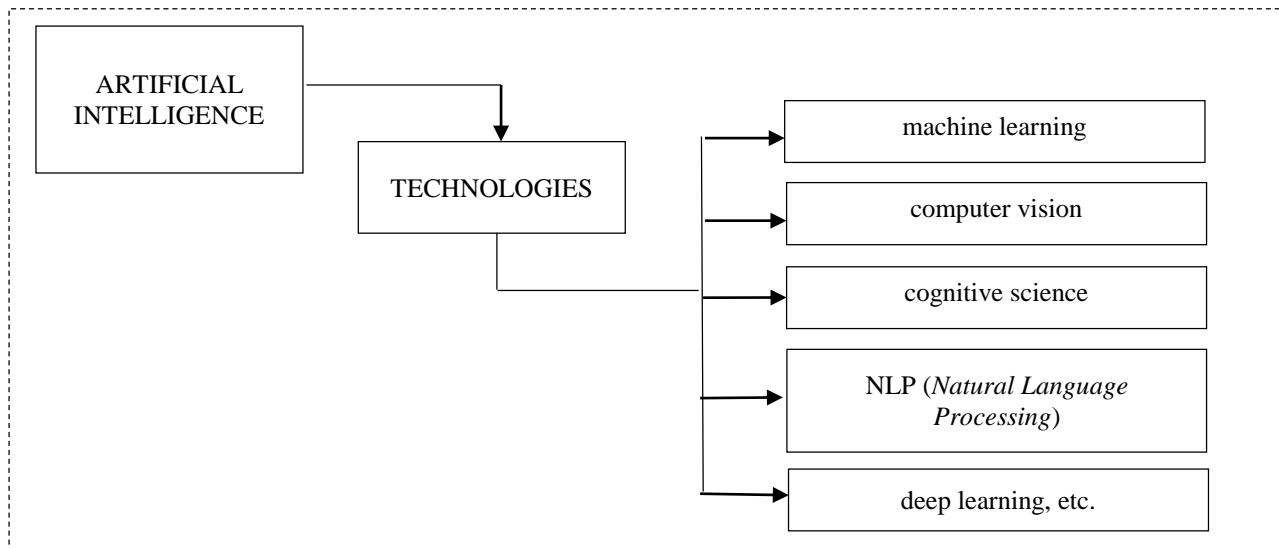 ARTIFICIAL
INTELLIGENCE
TECHNOLOGIES
machine learning
computer vision
cognitive science
NLP (Natural Language
Processing)
deep learning, etc.